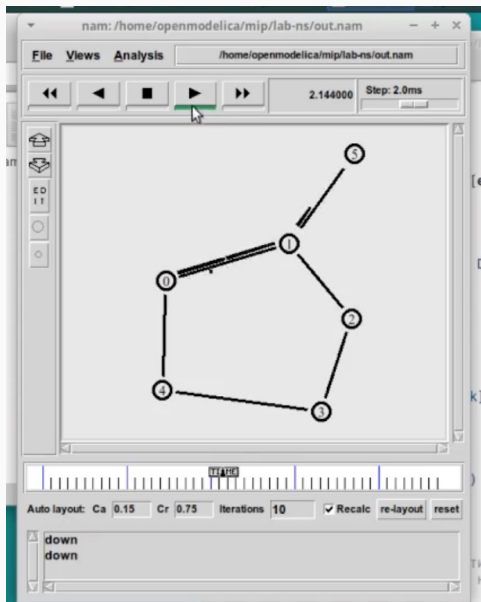 nam: /home/openmodelica/mip/lab-ns/out.nam
File Views Analysis /home/openmodelica/mip/lab-ns/out.nam
2.144000 Step: 2.0ms
ED
IT
5
1
0
2
4
3
TIME
Auto layout: Ca 0.15 Cr 0.75 Iterations 10 Recalc re-layout reset
down
down